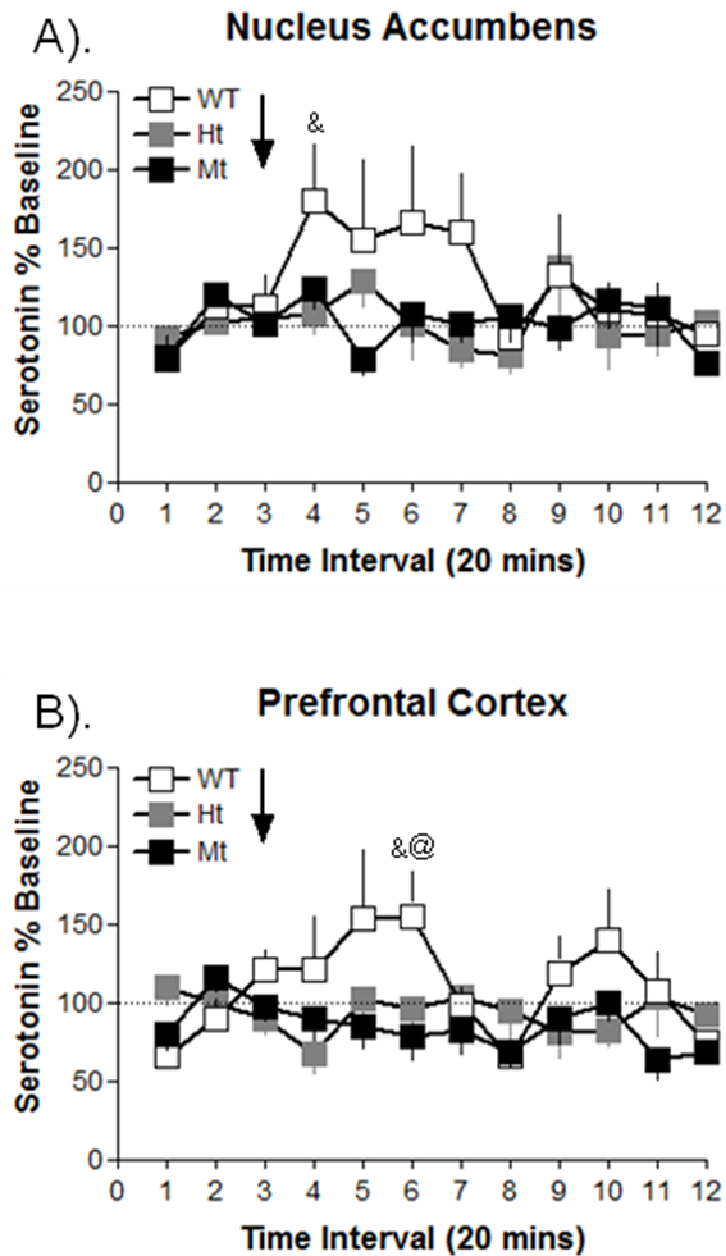 A).
Nucleus Accumbens
Serotonin % Baseline
250
200
150
100
50
0
WT
Ht
Mt
&
0 1 2 3 4 5 6 7 8 9 10 11 12
Time Interval (20 mins)
B).
Prefrontal Cortex
Serotonin % Baseline
250
200
150
100
50
0
WT
Ht
Mt
&@
0 1 2 3 4 5 6 7 8 9 10 11 12
Time Interval (20 mins)